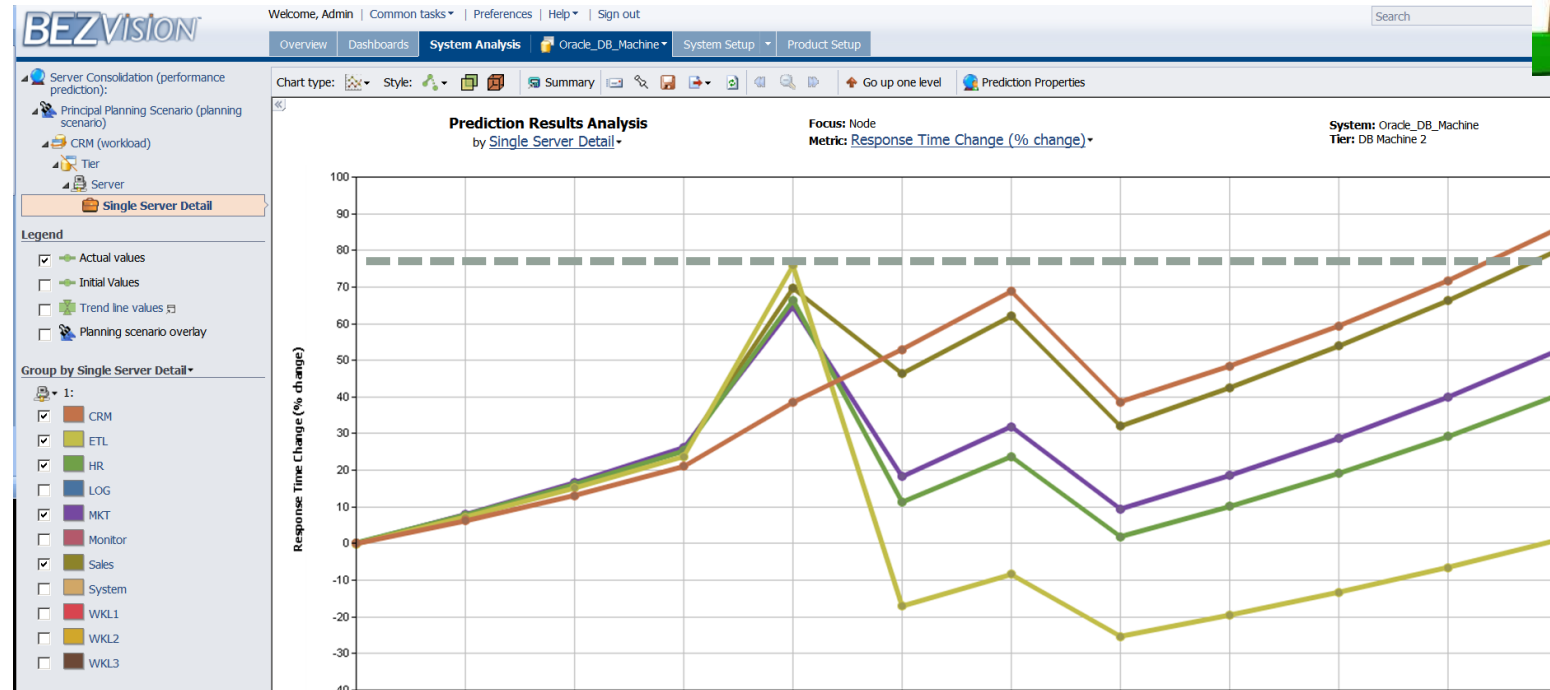 BEZVISION
Welcome, Admin | Common tasks | Preferences | Help | Sign out
Search
Overview Dashboards System Analysis Oracle_DB_Machine System Setup Product Setup
Server Consolidation (performance
prediction):
Principal Planning Scenario (planning
scenario)
CRM (workload)
Tier
Server
Single Server Detail
Legend
Actual values
Initial Values
Trend line values
Planning scenario overlay
Group by Single Server Detail
1:
CRM
ETL
HR
LOG
MKT
Monitor
Sales
System
WKL1
WKL2
WKL3
Chart type: Style: Summary Go up one level Prediction Properties
Prediction Results Analysis
by Single Server Detail
Focus: Node
Metric: Response Time Change (% change)
System: Oracle_DB_Machine
Tier: DB Machine 2
Response Time Change (% change)
100
90
80
70
60
50
40
30
20
10
0
-10
-20
-30